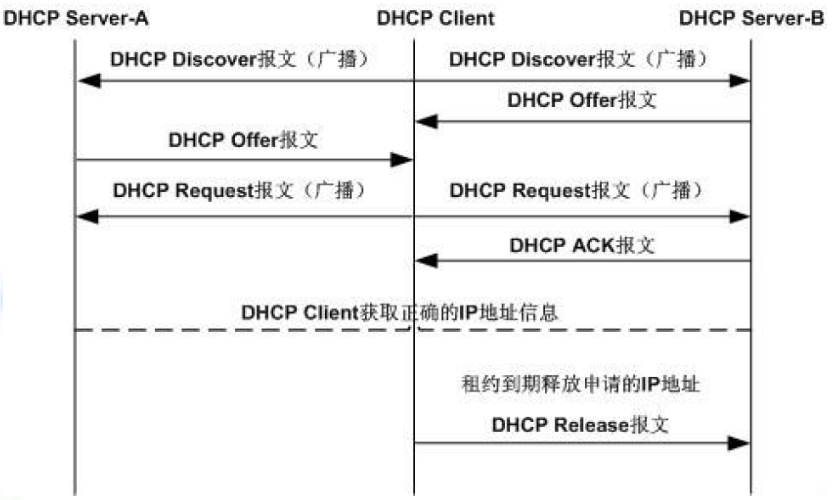 DHCP Server-A DHCP Client DHCP Server-B
DHCP Discover报文（广播） DHCP Discover报文（广播）
DHCP Offer报文
DHCP Offer报文
DHCP Request报文（广播） DHCP Request报文（广播）
DHCP ACK报文
DHCP Client获取正确的IP地址信息
租约到期释放申请的IP地址
DHCP Release报文